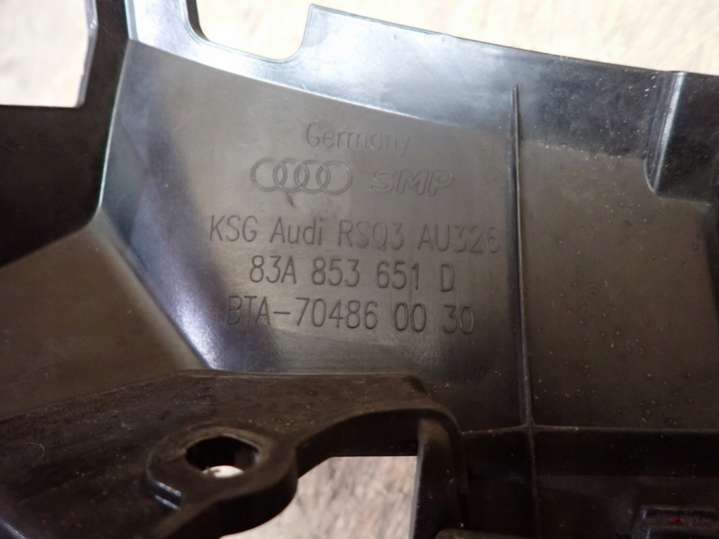 Germany
SMP
KSG Audi RSQ3 AU326
83A 853 651 D
BTA-70486 00 30